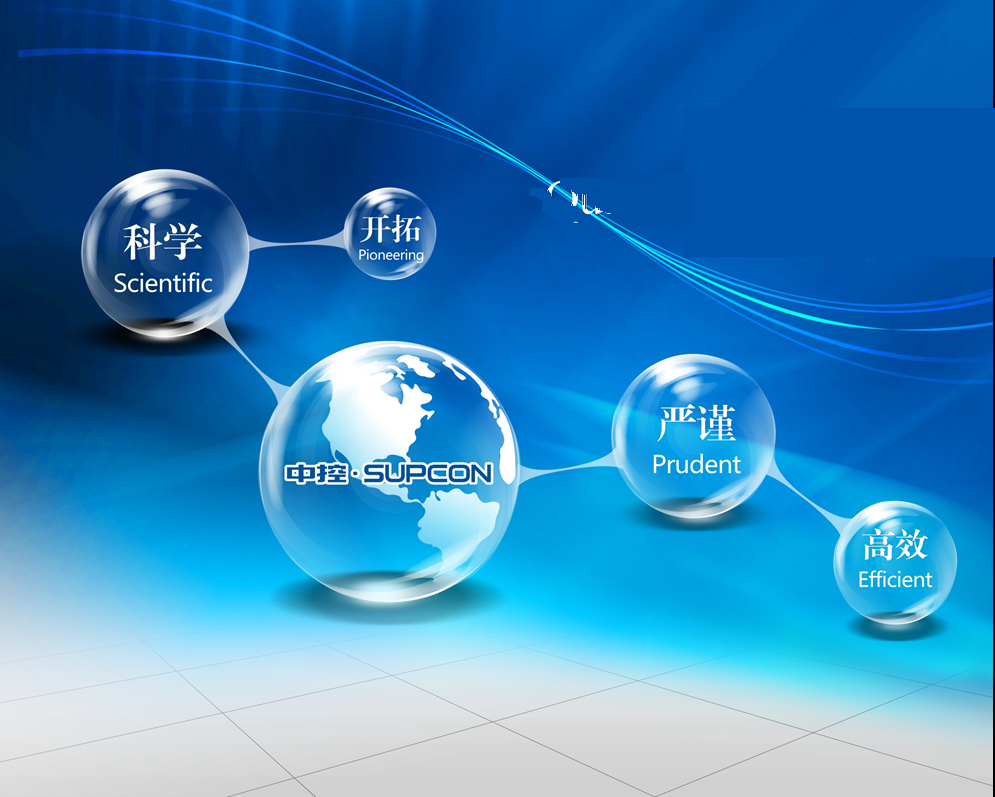 科学
Scientific
开拓
Pioneering
中控·SUPCON
严谨
Prudent
高效
Efficient